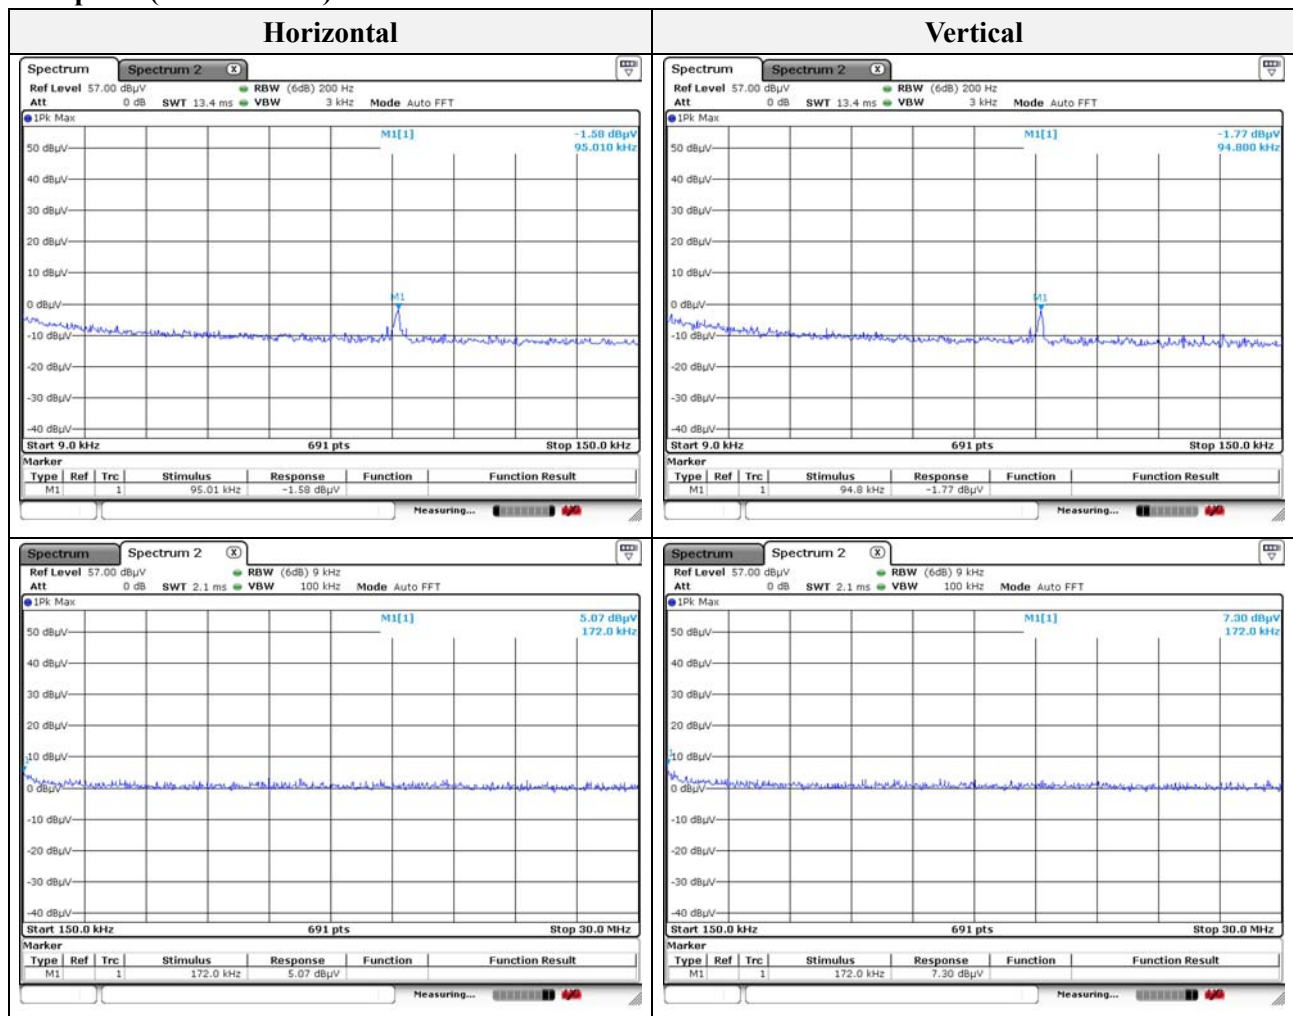 Horizontal Vertical
Spectrum Spectrum 2 X
Ref Level 57.00 dBµV RBW (6dB) 200 Hz
Att 0 dB SWT 13.4 ms VBW 3 kHz Mode Auto FFT
1Pk Max
M1[1] -1.58 dBµV
95.010 kHz
50 dBµV
40 dBµV
30 dBµV
20 dBµV
10 dBµV
M1
0 dBµV
-10 dBµV
-20 dBµV
-30 dBµV
-40 dBµV
Start 9.0 kHz 691 pts Stop 150.0 kHz
Marker
Type Ref Trc Stimulus Response Function Function Result
M1 1 95.01 kHz -1.58 dBµV
Measuring...
Spectrum Spectrum 2 X
Ref Level 57.00 dBµV RBW (6dB) 200 Hz
Att 0 dB SWT 13.4 ms VBW 3 kHz Mode Auto FFT
1Pk Max
M1[1] -1.77 dBµV
94.800 kHz
50 dBµV
40 dBµV
30 dBµV
20 dBµV
10 dBµV
M1
0 dBµV
-10 dBµV
-20 dBµV
-30 dBµV
-40 dBµV
Start 9.0 kHz 691 pts Stop 150.0 kHz
Marker
Type Ref Trc Stimulus Response Function Function Result
M1 1 94.8 kHz -1.77 dBµV
Measuring...
Spectrum Spectrum 2 X
Ref Level 57.00 dBµV RBW (6dB) 9 kHz
Att 0 dB SWT 2.1 ms VBW 100 kHz Mode Auto FFT
1Pk Max
M1[1] 5.07 dBµV
172.0 kHz
50 dBµV
40 dBµV
30 dBµV
20 dBµV
10 dBµV
0 dBµV
-10 dBµV
-20 dBµV
-30 dBµV
-40 dBµV
Start 150.0 kHz 691 pts Stop 30.0 MHz
Marker
Type Ref Trc Stimulus Response Function Function Result
M1 1 172.0 kHz 5.07 dBµV
Measuring...
Spectrum Spectrum 2 X
Ref Level 57.00 dBµV RBW (6dB) 9 kHz
Att 0 dB SWT 2.1 ms VBW 100 kHz Mode Auto FFT
1Pk Max
M1[1] 7.30 dBµV
172.0 kHz
50 dBµV
40 dBµV
30 dBµV
20 dBµV
10 dBµV
0 dBµV
-10 dBµV
-20 dBµV
-30 dBµV
-40 dBµV
Start 150.0 kHz 691 pts Stop 30.0 MHz
Marker
Type Ref Trc Stimulus Response Function Function Result
M1 1 172.0 kHz 7.30 dBµV
Measuring...